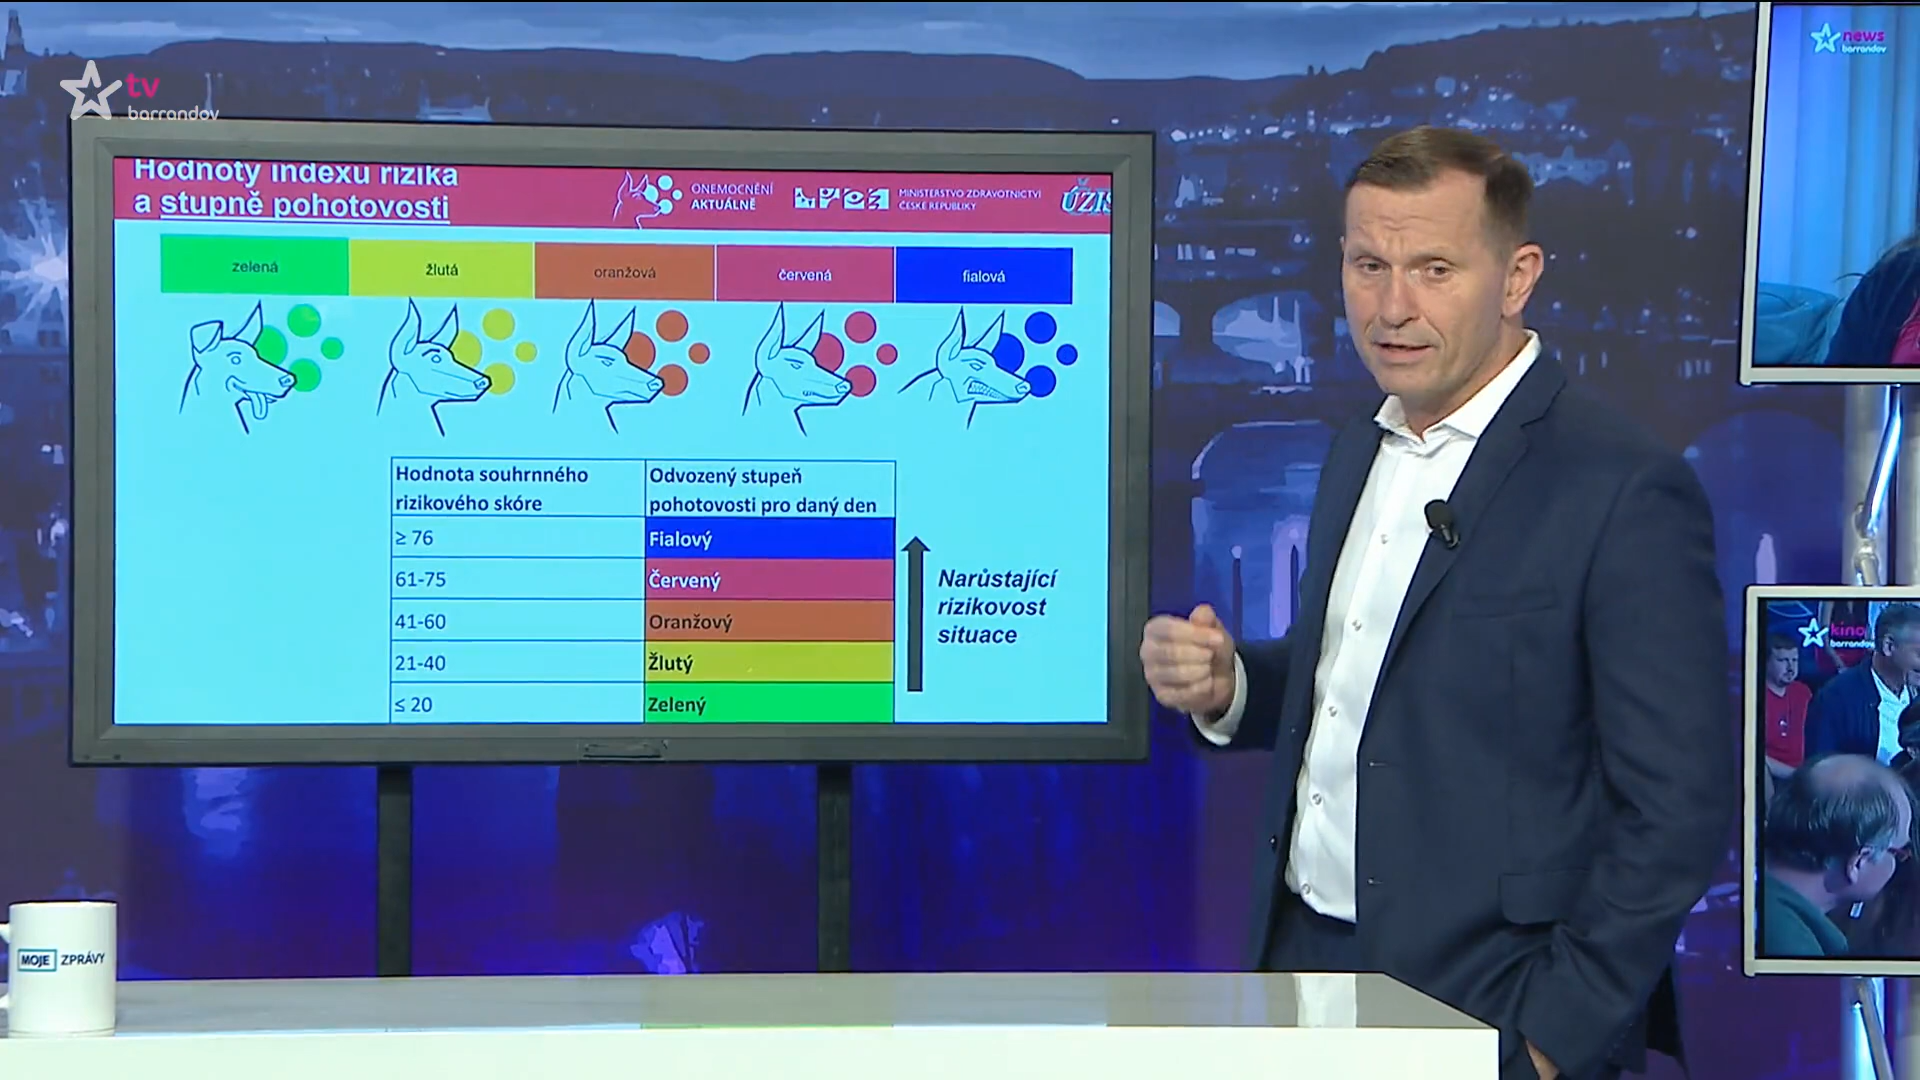 tv
barrandov
Hodnoty indexu rizika
a stupně pohotovosti
ONEMOCNĚNÍ
AKTUÁLNĚ
MINISTERSTVO ZDRAVOTNICTVÍ
ČESKÉ REPUBLIKY
ÚZIS
zelená
žlutá
oranžová
červená
fialová
Hodnota souhrnného
rizikového skóre
Odvozený stupeň
pohotovosti pro daný den
≥ 76
Fialový
61-75
Červený
41-60
Oranžový
21-40
Žlutý
≤ 20
Zelený
Narůstající
rizikovost
situace
news
barrandov
kino
barrandov
MOJE ZPRÁVY